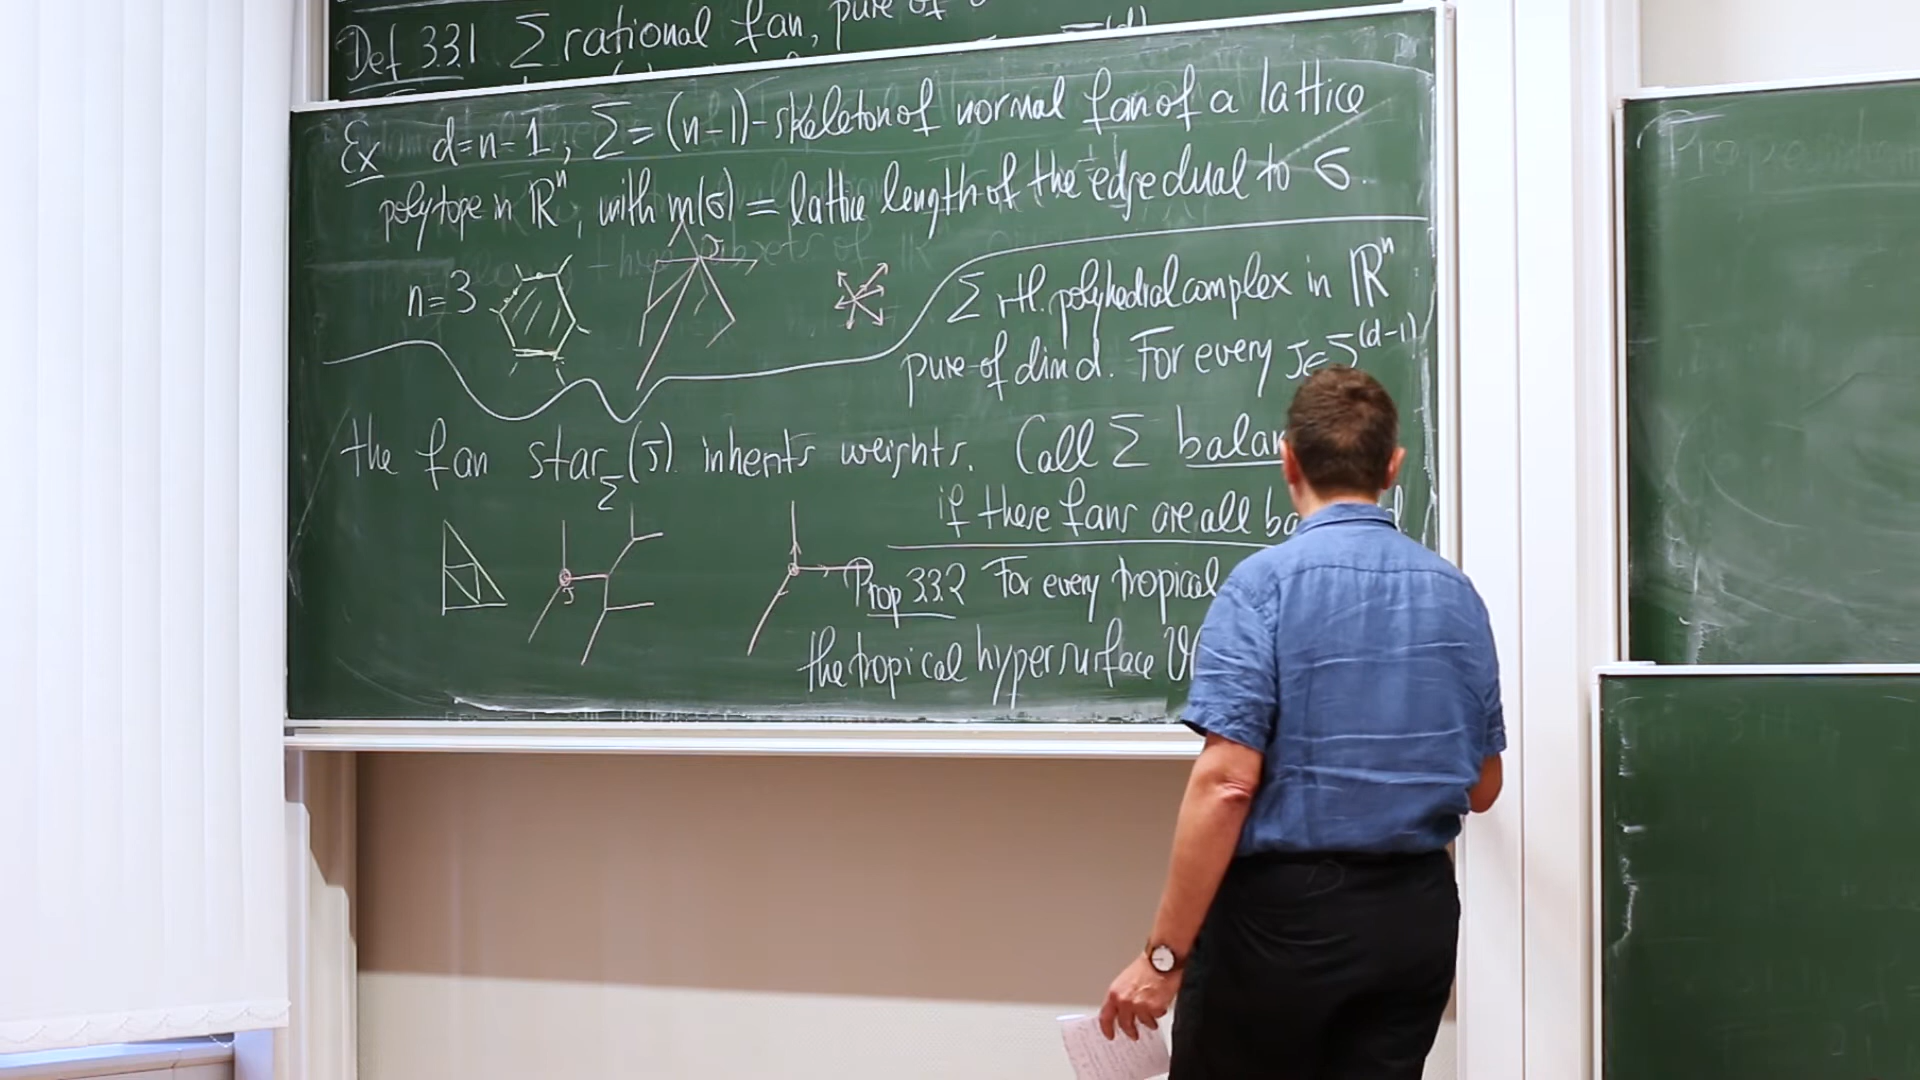 Def 3.3.1 Σ rational fan, pure of
Ex d=n-1, Σ = (n-1)-skeleton of normal fan of a lattice
polytope in ℝⁿ, with m(σ) = lattice length of the edge dual to σ.
n=3
Σ rtl. polyhedral complex in ℝⁿ
pure of dim d. For every τ∈Σ^(d-1)
the fan star_Σ(τ) inherits weights. Call Σ balan
if these fans are all ba
τ
Prop 3.3.2 For every tropical
the tropical hypersurface V(